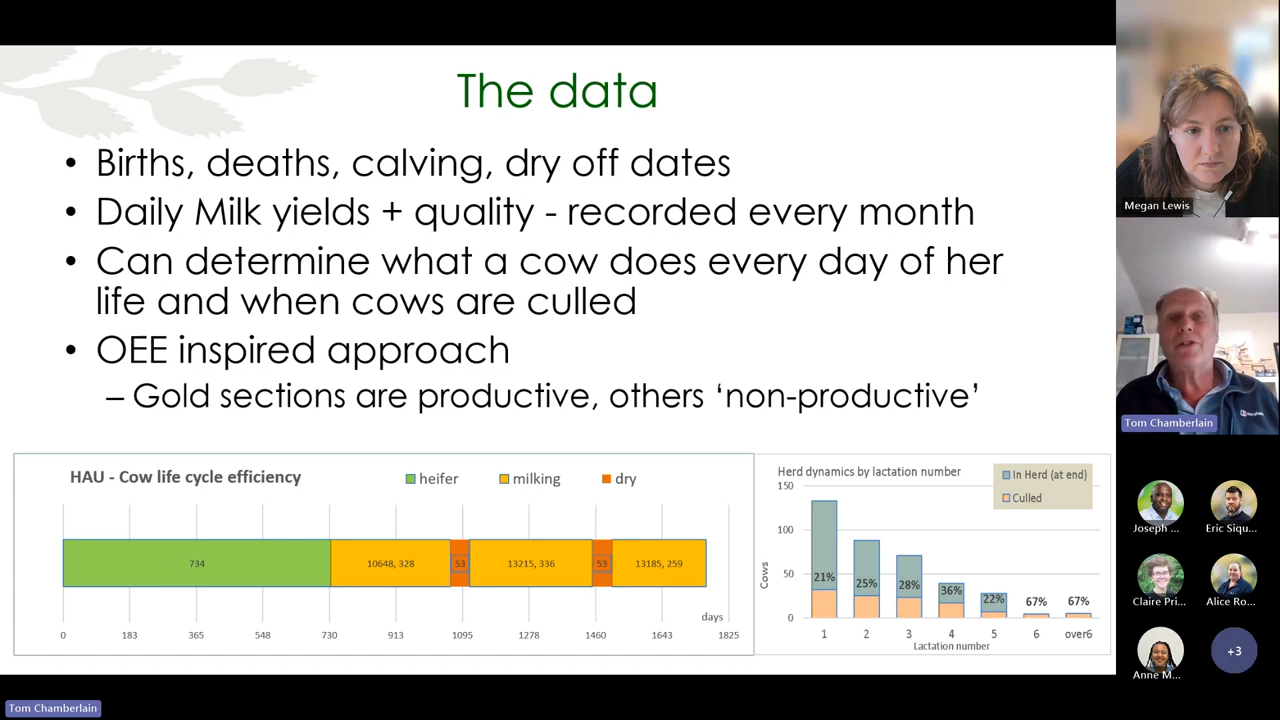 The data
• Births, deaths, calving, dry off dates
• Daily Milk yields + quality - recorded every month
• Can determine what a cow does every day of her
life and when cows are culled
• OEE inspired approach
– Gold sections are productive, others ‘non-productive’
HAU - Cow life cycle efficiency
heifer milking dry
734 10648, 328 53 13215, 336 53 13185, 259
days
0 183 365 548 730 913 1095 1278 1460 1643 1825
Herd dynamics by lactation number
In Herd (at end)
Culled
150
100
50
0
Cows
21% 25% 28% 36% 22% 67% 67%
1 2 3 4 5 6 over6
Lactation number
Megan Lewis
Tom Chamberlain
Joseph ... Eric Siqu...
Claire Pri... Alice Ro...
Anne M... +3
Tom Chamberlain